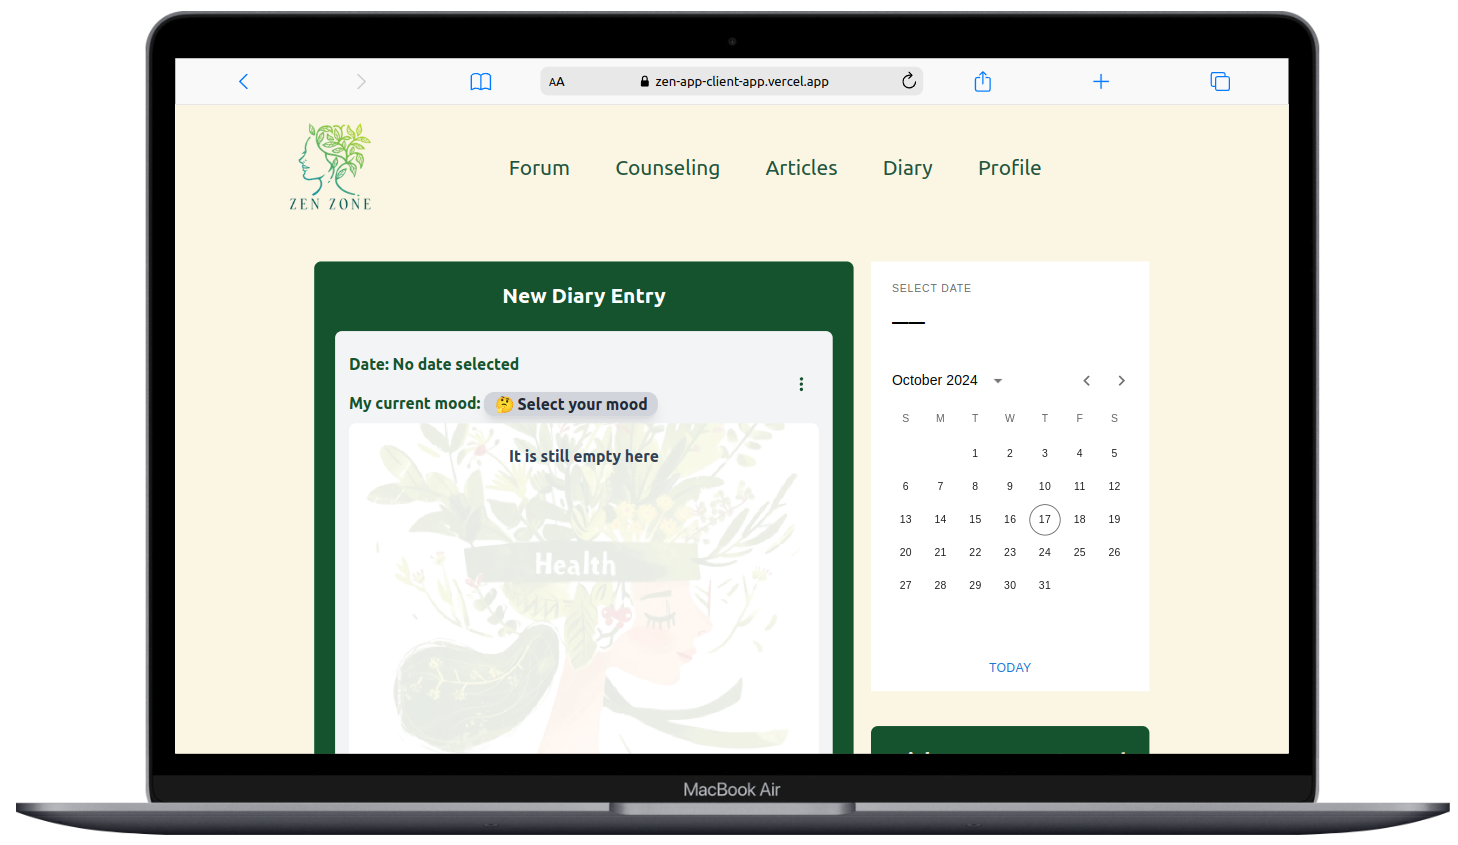 AA zen-app-client-app.vercel.app
ZEN ZONE
Forum Counseling Articles Diary Profile
New Diary Entry
Date: No date selected
My current mood: 🤔 Select your mood
It is still empty here
Health
SELECT DATE
October 2024
S M T W T F S
1 2 3 4 5
6 7 8 9 10 11 12
13 14 15 16 17 18 19
20 21 22 23 24 25 26
27 28 29 30 31
TODAY
MacBook Air